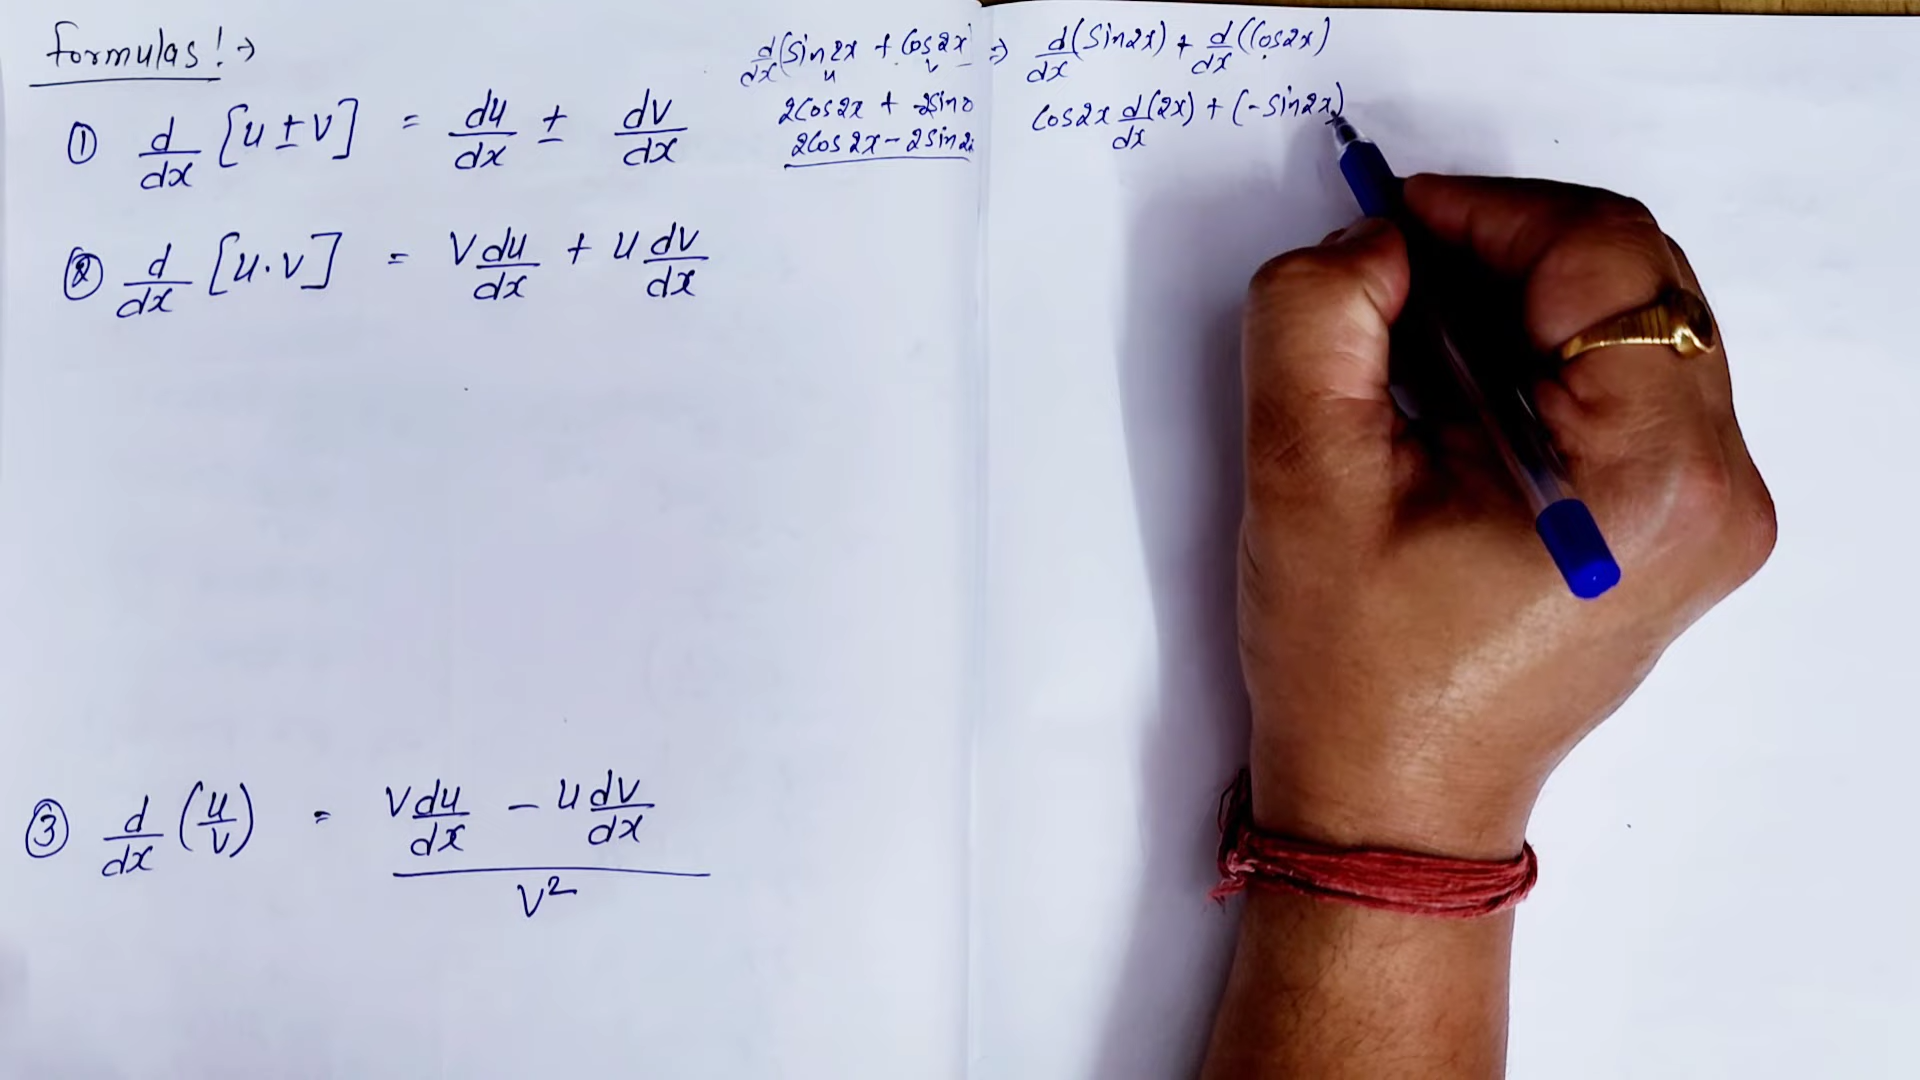 Formulas! →
① d/dx [u ± v] = du/dx ± dv/dx
② d/dx [u·v] = v du/dx + u dv/dx
③ d/dx (u/v) = (v du/dx − u dv/dx) / v²
d/dx (Sin2x + Cos2x) ⇒ d/dx (Sin2x) + d/dx (Cos2x)
u v
2Cos2x + -2Sin
2Cos2x − 2Sin2
Cos2x d/dx (2x) + (-Sin2x)